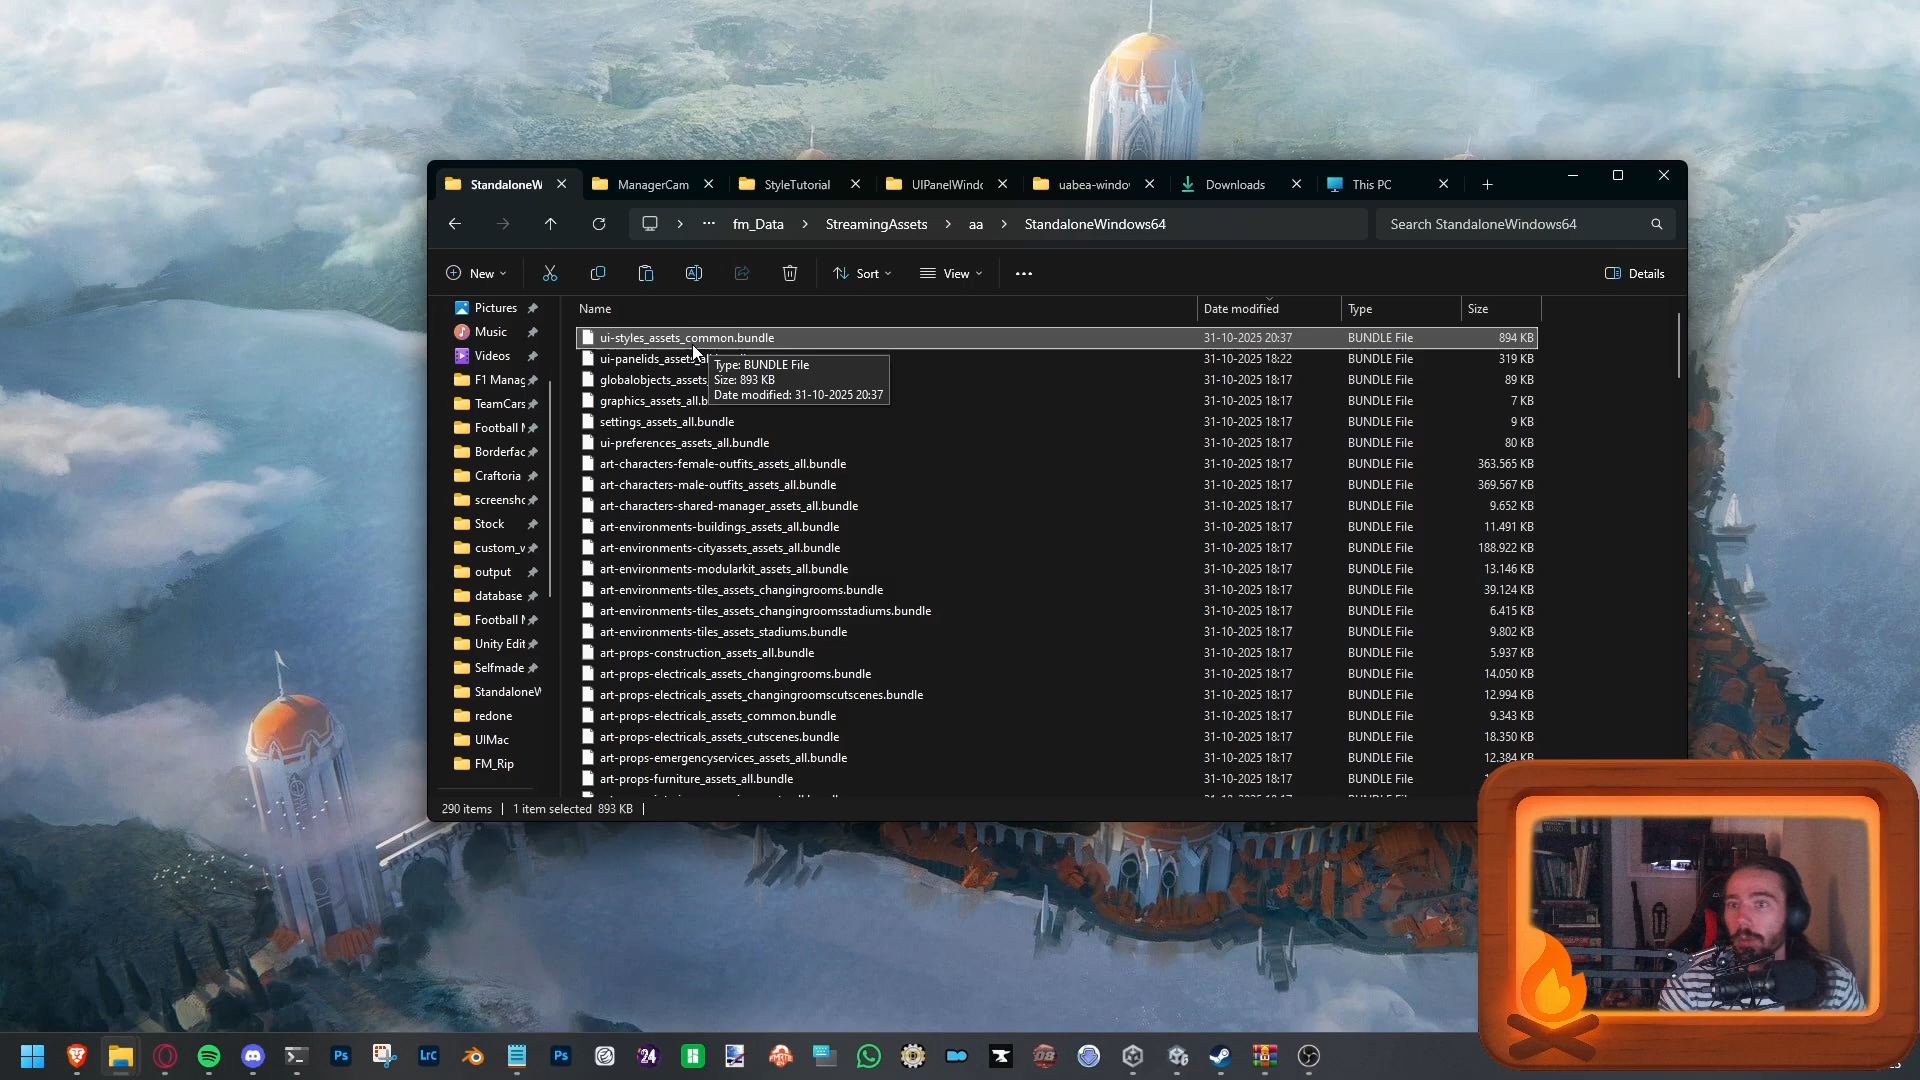 StandaloneW
ManagerCam
StyleTutorial
UIPanelWindo
uabea-windo
Downloads
This PC
fm_Data
StreamingAssets
aa
StandaloneWindows64
Search StandaloneWindows64
New
Sort
View
Details
Pictures
Music
Videos
F1 Manag
TeamCars
Football
Borderfac
Craftoria
screensho
Stock
custom_v
output
database
Football
Unity Edit
Selfmade
StandaloneW
redone
UIMac
FM_Rip
Name Date modified Type Size
ui-styles_assets_common.bundle 31-10-2025 20:37 BUNDLE File 894 KB
ui-panelids_assets 31-10-2025 18:22 BUNDLE File 319 KB
globalobjects_assets 31-10-2025 18:17 BUNDLE File 89 KB
graphics_assets_all.b 31-10-2025 18:17 BUNDLE File 7 KB
Type: BUNDLE File
Size: 893 KB
Date modified: 31-10-2025 20:37
settings_assets_all.bundle 31-10-2025 18:17 BUNDLE File 9 KB
ui-preferences_assets_all.bundle 31-10-2025 18:17 BUNDLE File 80 KB
art-characters-female-outfits_assets_all.bundle 31-10-2025 18:17 BUNDLE File 363.565 KB
art-characters-male-outfits_assets_all.bundle 31-10-2025 18:17 BUNDLE File 369.567 KB
art-characters-shared-manager_assets_all.bundle 31-10-2025 18:17 BUNDLE File 9.652 KB
art-environments-buildings_assets_all.bundle 31-10-2025 18:17 BUNDLE File 11.491 KB
art-environments-cityassets_assets_all.bundle 31-10-2025 18:17 BUNDLE File 188.922 KB
art-environments-modularkit_assets_all.bundle 31-10-2025 18:17 BUNDLE File 13.146 KB
art-environments-tiles_assets_changingrooms.bundle 31-10-2025 18:17 BUNDLE File 39.124 KB
art-environments-tiles_assets_changingroomsstadiums.bundle 31-10-2025 18:17 BUNDLE File 6.415 KB
art-environments-tiles_assets_stadiums.bundle 31-10-2025 18:17 BUNDLE File 9.802 KB
art-props-construction_assets_all.bundle 31-10-2025 18:17 BUNDLE File 5.937 KB
art-props-electricals_assets_changingrooms.bundle 31-10-2025 18:17 BUNDLE File 14.050 KB
art-props-electricals_assets_changingroomscutscenes.bundle 31-10-2025 18:17 BUNDLE File 12.994 KB
art-props-electricals_assets_common.bundle 31-10-2025 18:17 BUNDLE File 9.343 KB
art-props-electricals_assets_cutscenes.bundle 31-10-2025 18:17 BUNDLE File 18.350 KB
art-props-emergencyservices_assets_all.bundle 31-10-2025 18:17 BUNDLE File 12.384 KB
art-props-furniture_assets_all.bundle 31-10-2025 18:17 BUNDLE File
290 items 1 item selected 893 KB
Ps
LrC
Ps
24